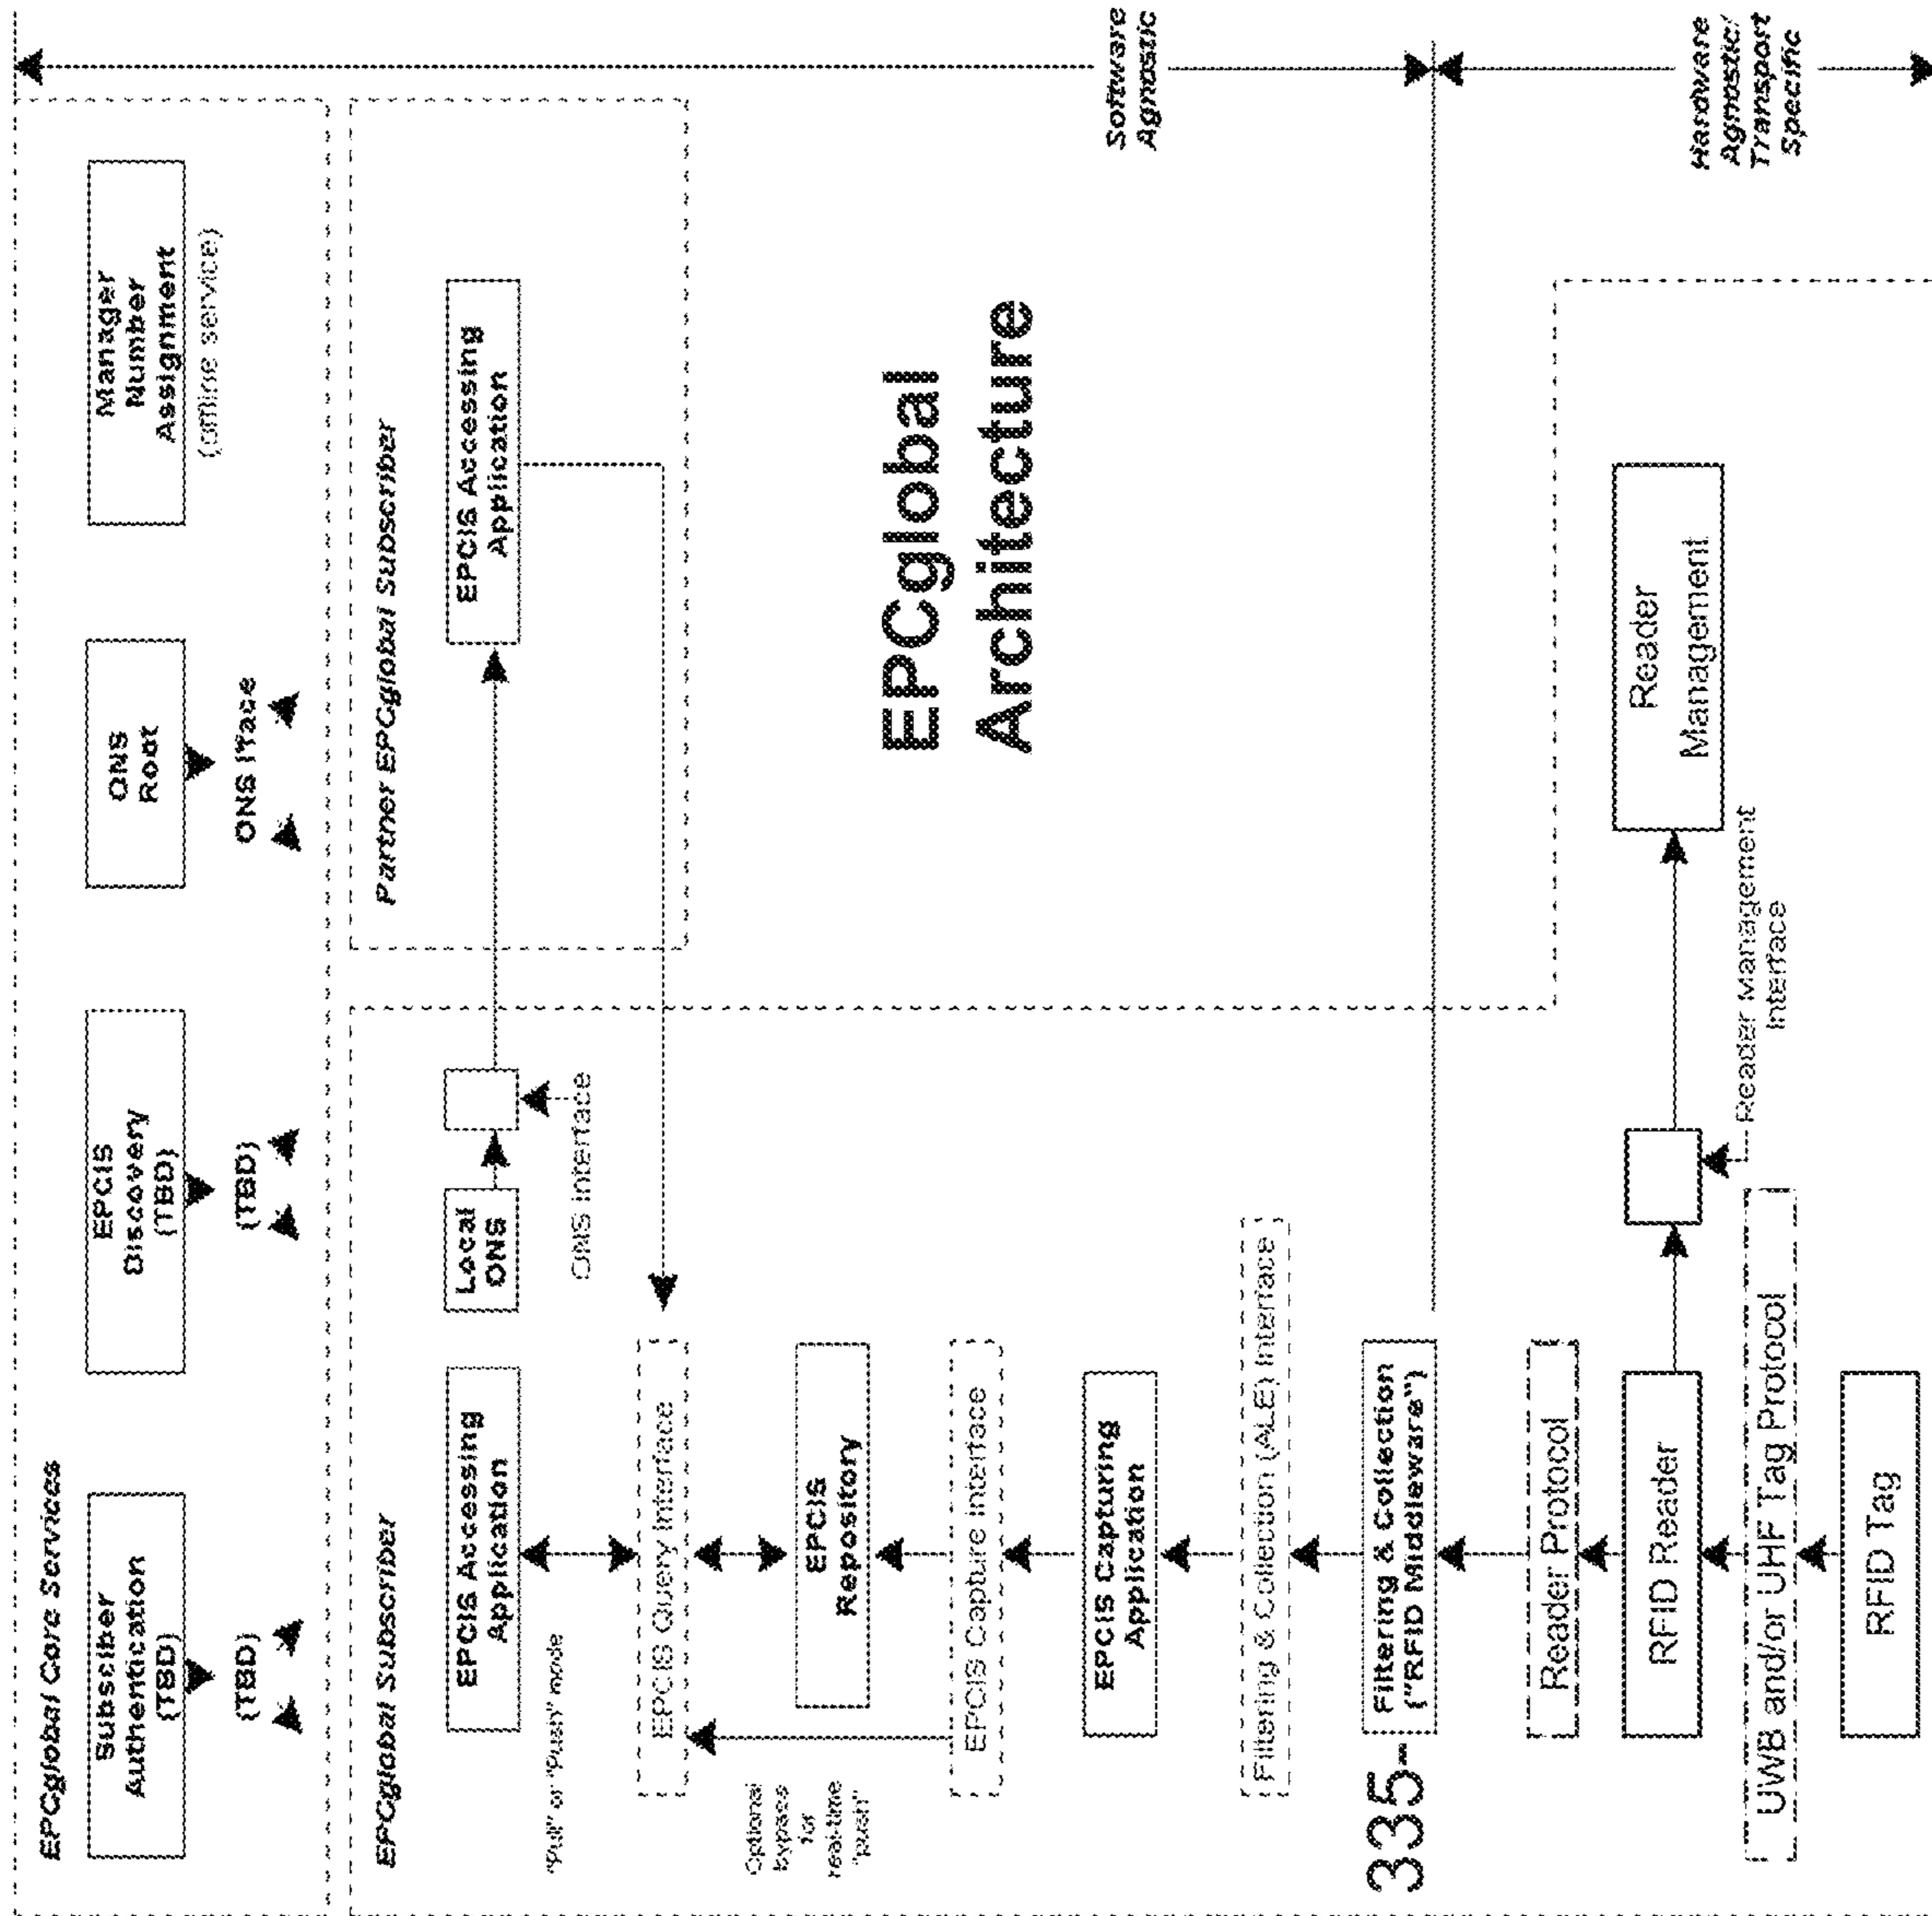 EPCglobal Core Services
Subsciber
Authentication
(TBD)
(TBD)
EPCIS
Discovery
(TBD)
(TBD)
ONS
Root
ONS I'face
Manager
Number
Assignment
(offline service)
EPCglobal Subscriber
EPCIS Accessing
Application
Local
ONS
ONS Interface
"Pull" or "Push" mode
EPCIS Query Interface
Optional
bypass
for
real-time
"push"
EPCIS
Repository
EPCIS Capture Interface
EPCIS Capturing
Application
Filtering & Collection (ALE) Interface
335
Filtering & Collection
("RFID Middleware")
Reader Protocol
RFID Reader
UWB and/or UHF Tag Protocol
RFID Tag
Reader Management
Interface
Reader
Management
Partner EPCglobal Subscriber
EPCIS Accessing
Application
EPCglobal
Architecture
Software
Agnostic
Hardware
Agnostic/
Transport
Specific